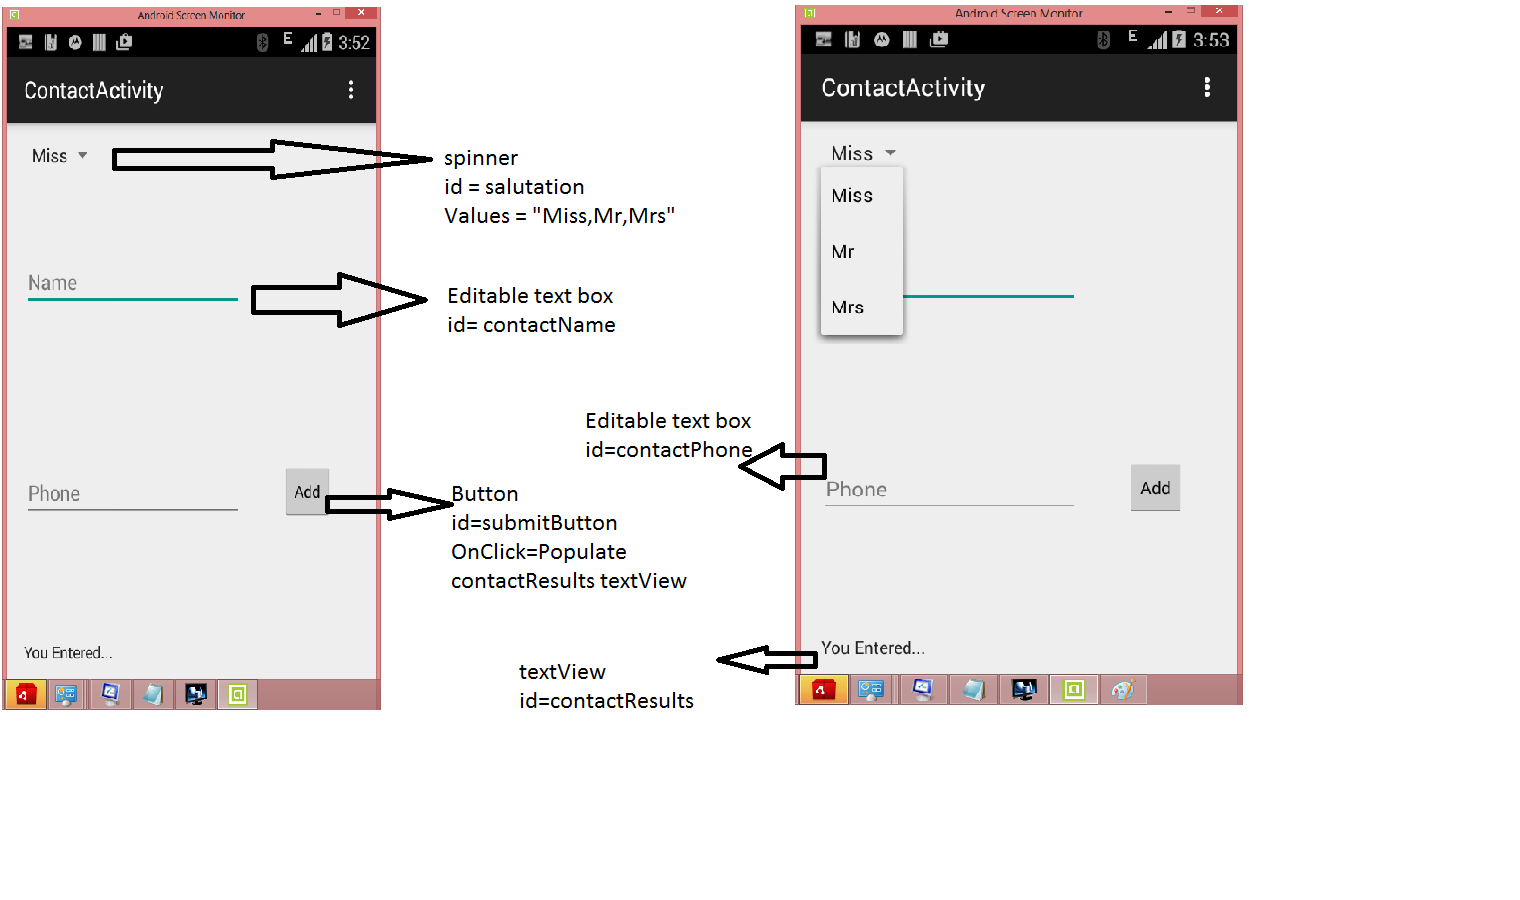 Android Screen Monitor
E 3:52
ContactActivity
Miss
Name
Phone
Add
You Entered...
spinner
id = salutation
Values = "Miss,Mr,Mrs"
Editable text box
id= contactName
Editable text box
id=contactPhone
Button
id=submitButton
OnClick=Populate
contactResults textView
textView
id=contactResults
Android Screen Monitor
E 3:53
ContactActivity
Miss
Miss
Mr
Mrs
Phone
Add
You Entered...